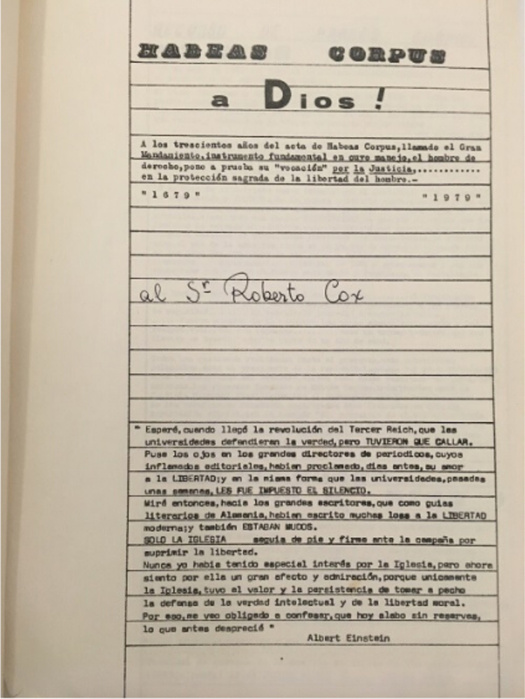 HABEAS CORPUS
a Dios!
A los trescientos años del acta de Habeas Corpus,llamado el Gran
Mandamiento,instrumento fundamental en cuyo manejo,el hombre de
derecho,pone a prueba su "vocación" por la Justicia,............
en la protección sagrada de la libertad del hombre.-
"1679" "1979"
al Sr Roberto Cox
" Esperé,cuando llegó la revolución del Tercer Reich,que las
universidades defendieran la verdad,pero TUVIERON QUE CALLAR.
Puse los ojos en los grandes directores de periodicos,cuyos
inflamados editoriales,habian proclamado,dias antes,su amor
a la LIBERTAD;y en la misma forma que las universidades,pasadas
unas semanas,LES FUE IMPUESTO EL SILENCIO.
Miré entonces,hacia los grandes escritores,que como guias
literarios de Alemania,habian escrito muchas loas a la LIBERTAD
moderna;y también ESTABAN MUDOS.
SOLO LA IGLESIA seguia de pie y firme ante la campaña por
suprimir la libertad.
Nunca yo habia tenido especial interés por la Iglesia,pero ahora
siento por ella un gran afecto y admiración,porque unicamente
la Iglesia,tuvo el valor y la persistencia de tomar a pecho
la defensa de la verdad intelectual y de la libertad moral.
Por eso,me veo obligado a confesar,que hoy alabo sin reservas,
lo que antes desprecié "
Albert Einstein